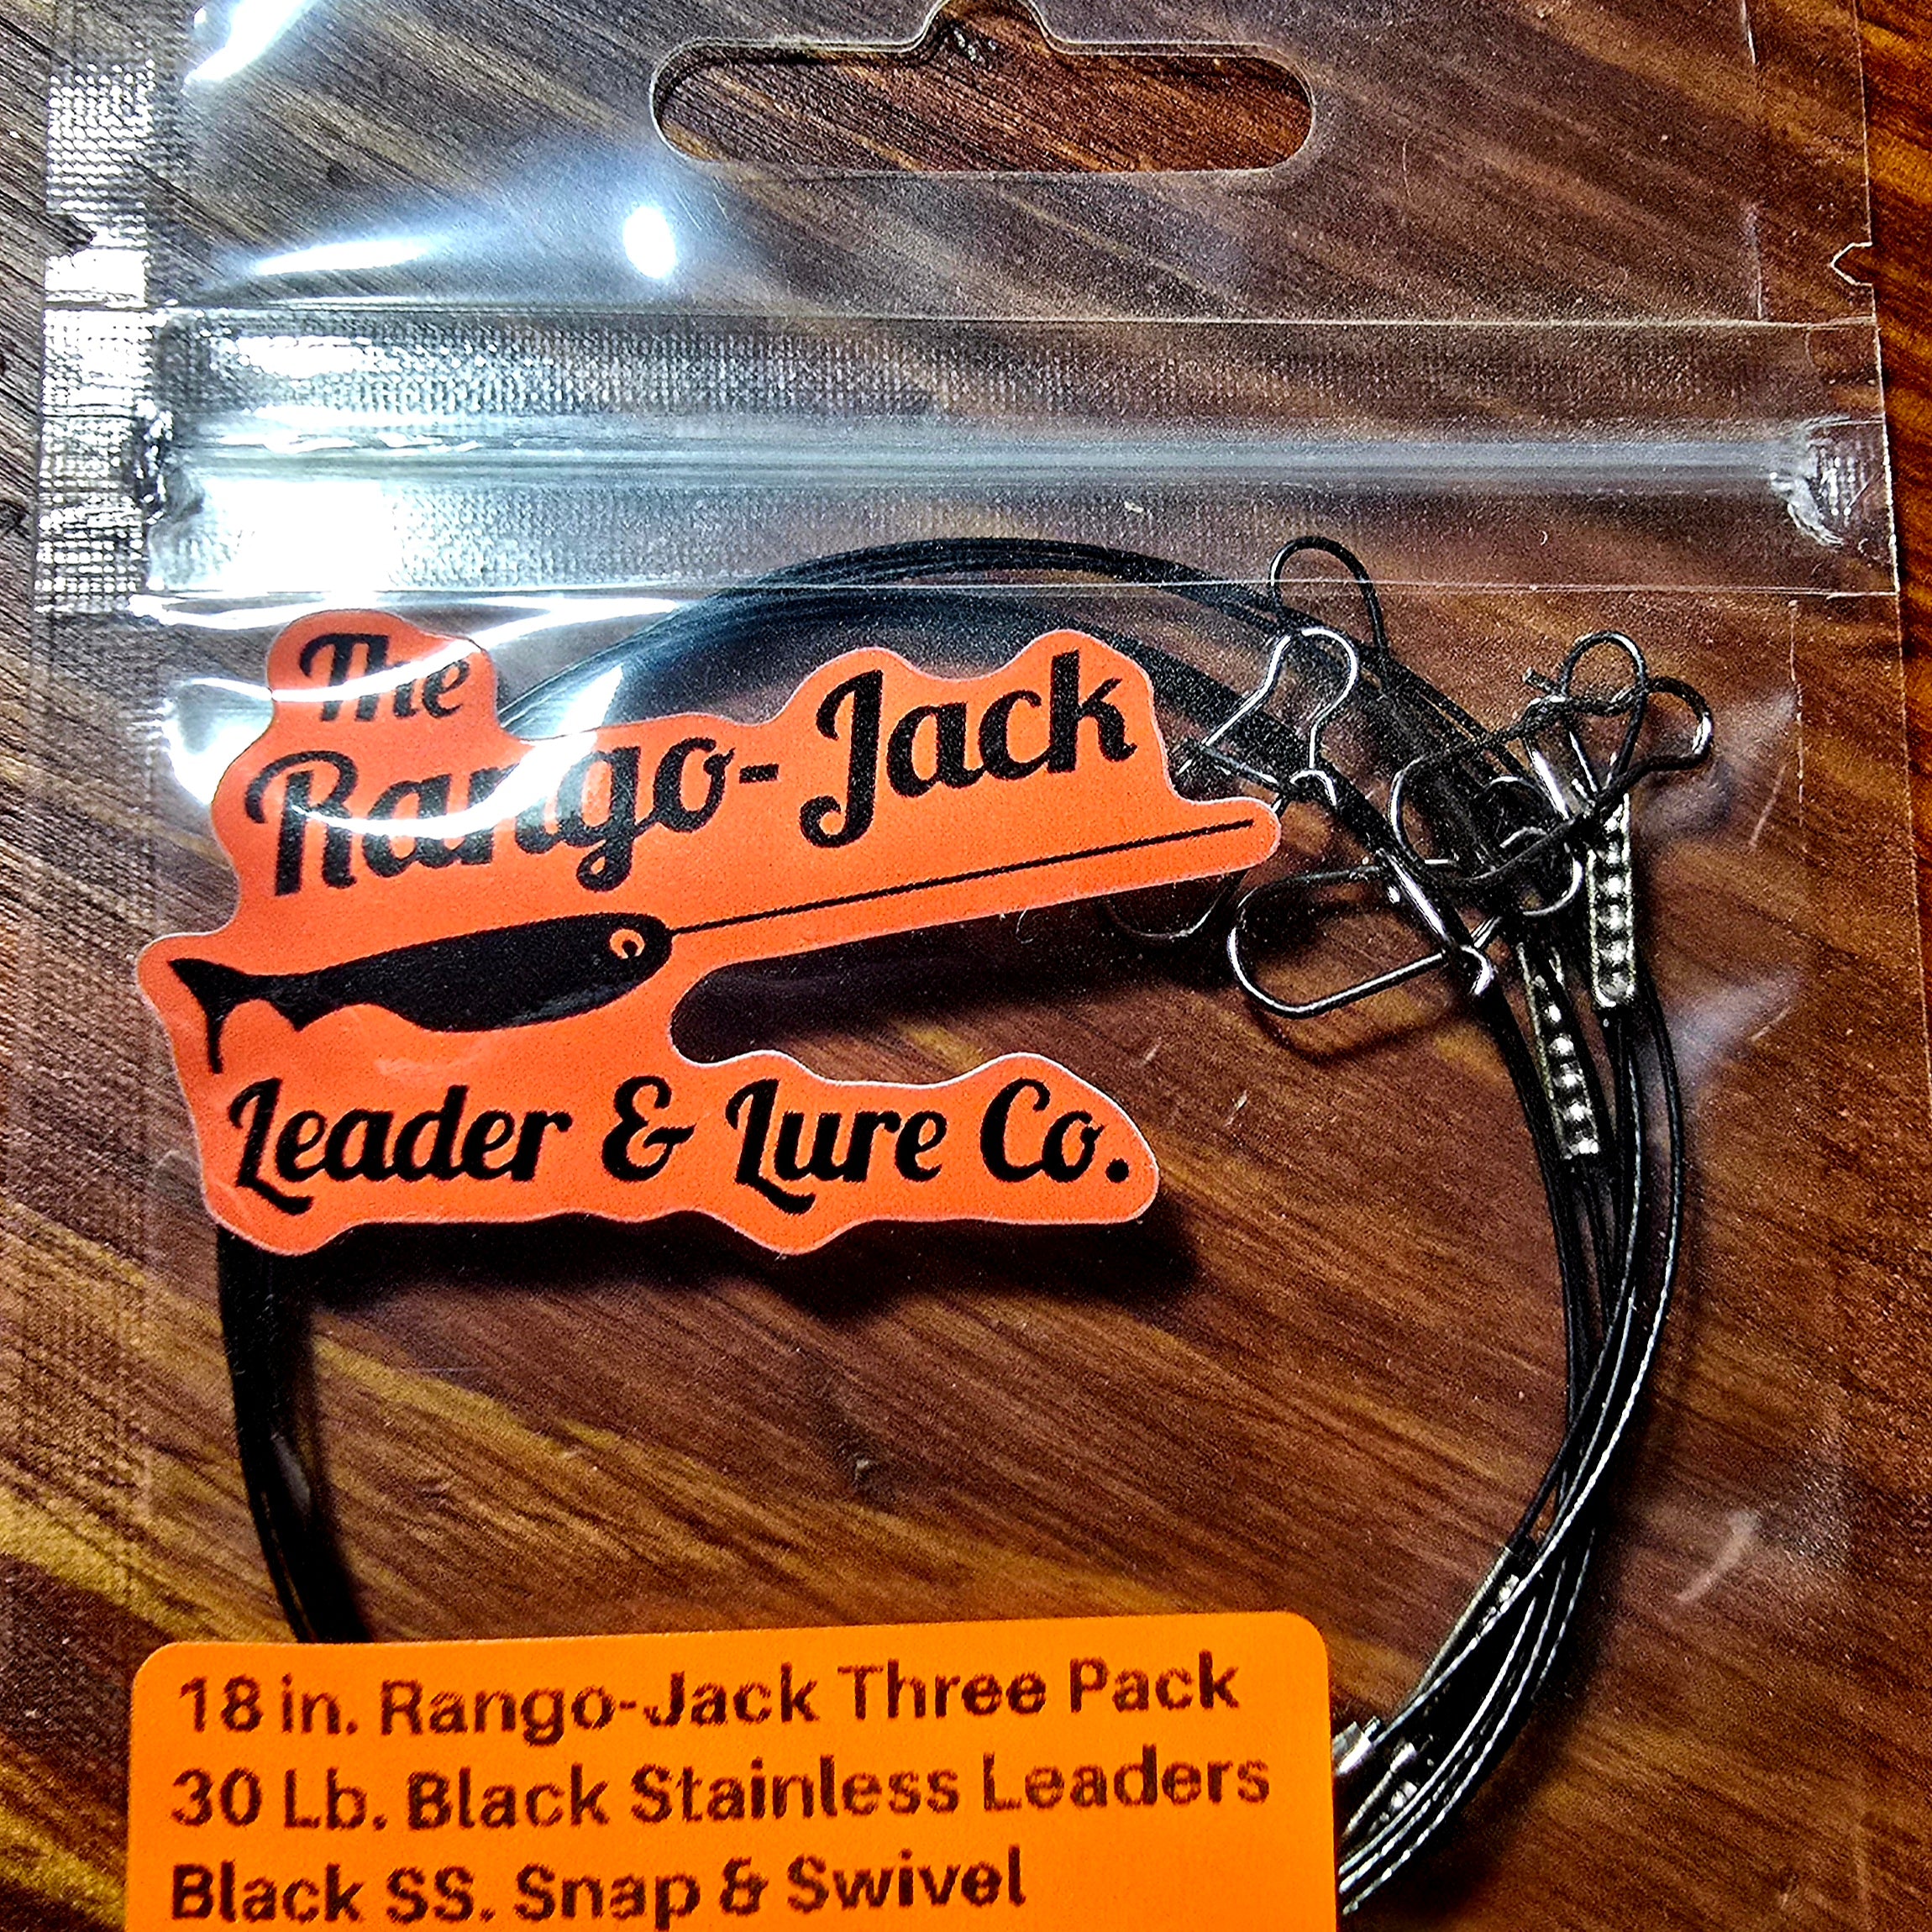 The
Rango-Jack
Leader & Lure Co.
18 in. Rango-Jack Three Pack
30 Lb. Black Stainless Leaders
Black SS. Snap & Swivel